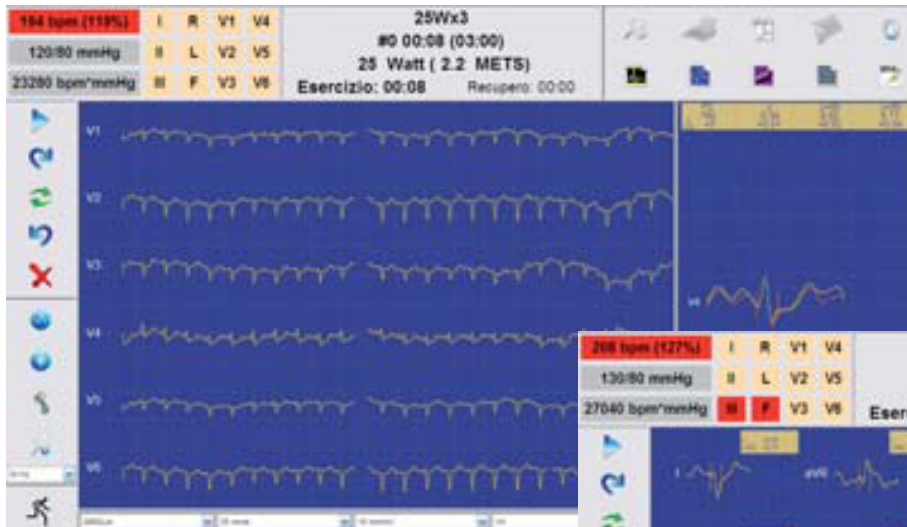 194 bpm (119%) I R V1 V4
120/80 mmHg II L V2 V5
23280 bpm*mmHg III F V3 V6
25Wx3
#0 00:08 (03:00)
25 Watt ( 2.2 METS)
Esercizio: 00:08 Recupero: 00:00
V1
V2
V3
V4
V5
V6
V6
208 bpm (127%) I R V1 V4
130/80 mmHg II L V2 V5
27040 bpm*mmHg III F V3 V6
Eser
I aVR